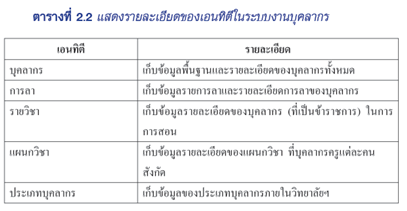 ตารางที่ 2.2 แสดงรายละเอียดของเอนทิตีในระบบงานบุคลากร
เอนทิตี รายละเอียด
บุคลากร เก็บข้อมูลพื้นฐานและรายละเอียดของบุคลากรทั้งหมด
การลา เก็บข้อมูลรายการลาและรายละเอียดการลาของบุคลากร
รายวิชา เก็บข้อมูลรายละเอียดของบุคลากร (ที่เป็นข้าราชการ) ในการ
การสอน
แผนกวิชา เก็บข้อมูลรายละเอียดของแผนกวิชา ที่บุคลากรครูแต่ละคน
สังกัด
ประเภทบุคลากร เก็บข้อมูลของประเภทบุคลากรภายในวิทยาลัยฯ